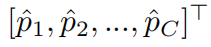 [p̂₁, p̂₂, ..., p̂_C]^⊤